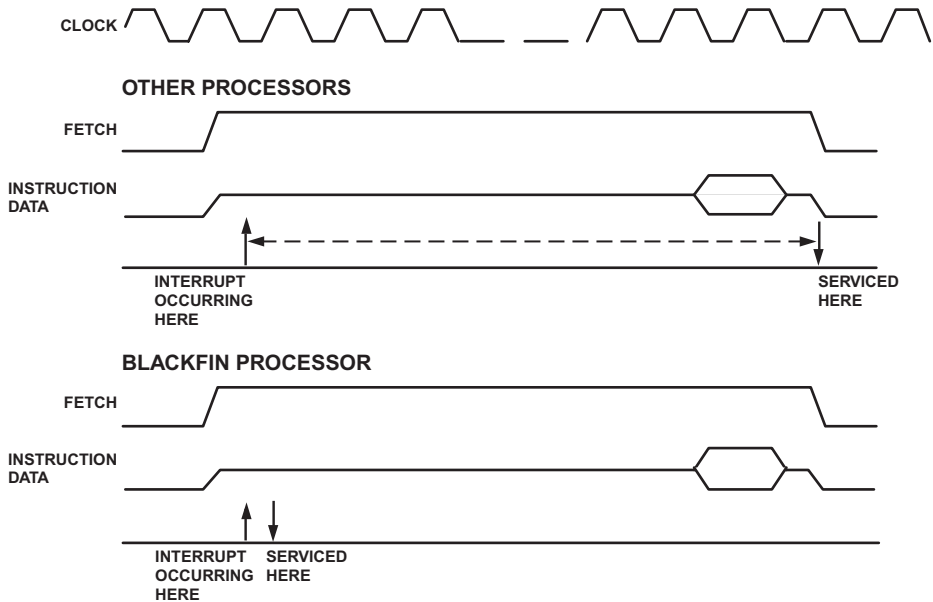 CLOCK
OTHER PROCESSORS
FETCH
INSTRUCTION
DATA
INTERRUPT
OCCURRING
HERE
SERVICED
HERE
BLACKFIN PROCESSOR
FETCH
INSTRUCTION
DATA
INTERRUPT
OCCURRING
HERE
SERVICED
HERE